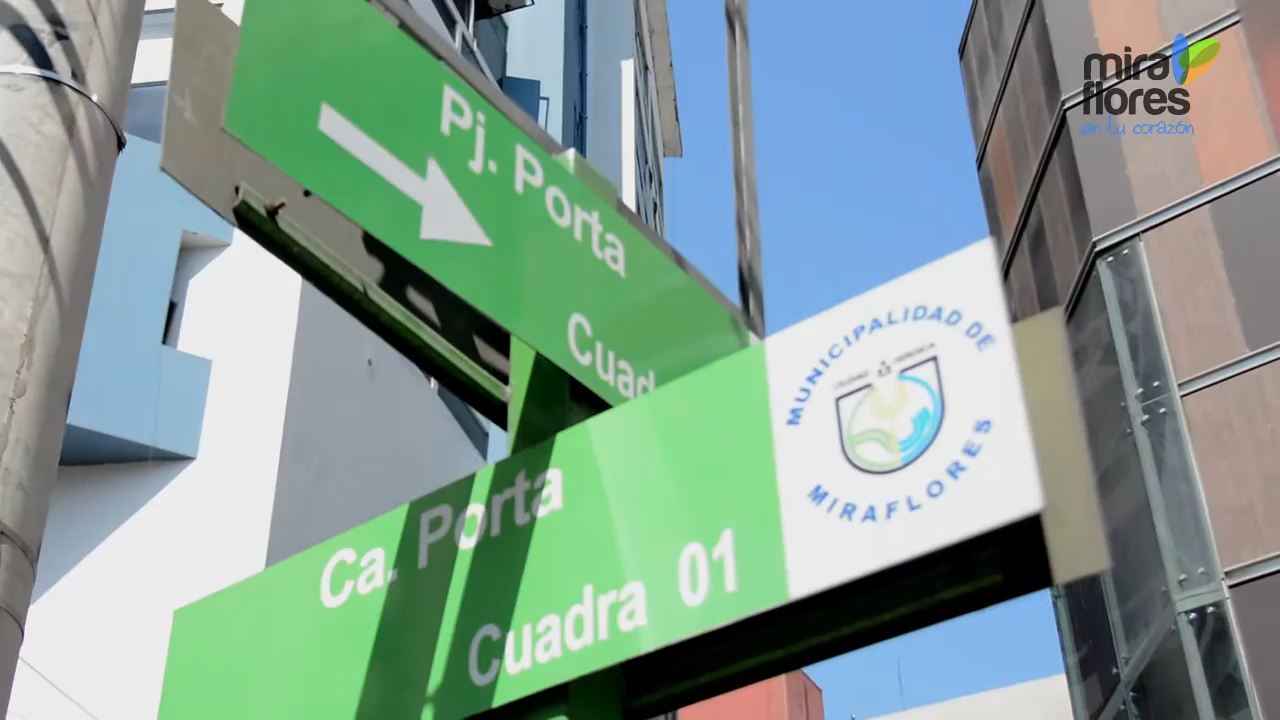 mira
flores
en tu corazón
Pj. Porta
Cuad
Ca. Porta
Cuadra 01
MUNICIPALIDAD DE
MIRAFLORES